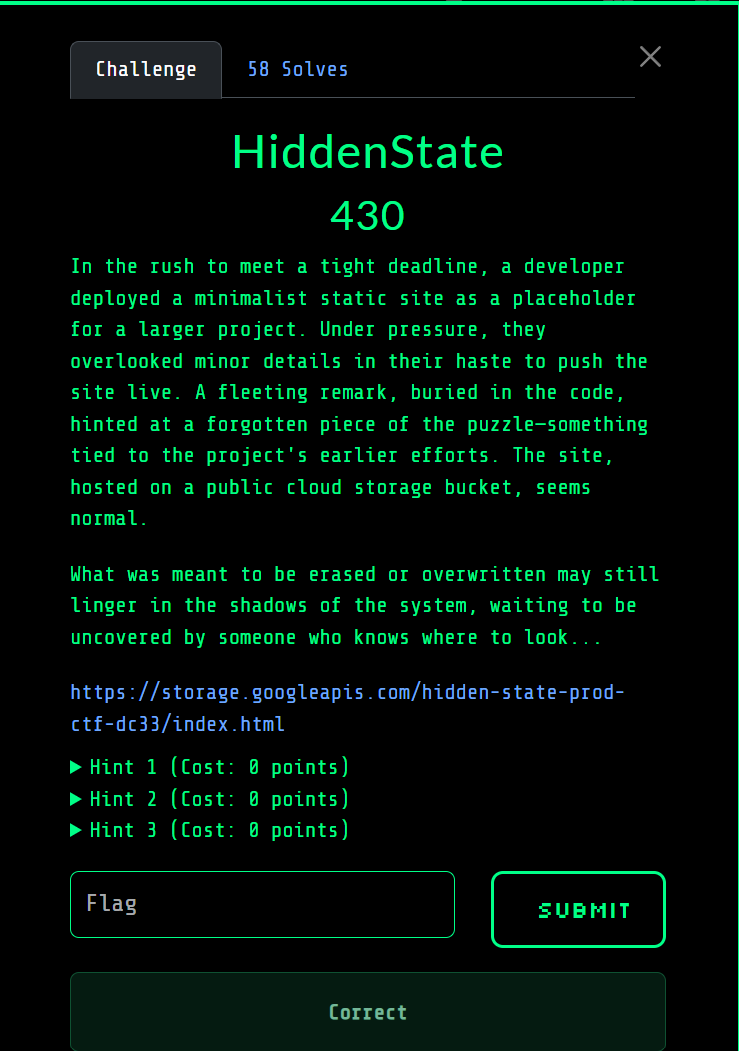 Challenge
58 Solves
HiddenState
430
In the rush to meet a tight deadline, a developer
deployed a minimalist static site as a placeholder
for a larger project. Under pressure, they
overlooked minor details in their haste to push the
site live. A fleeting remark, buried in the code,
hinted at a forgotten piece of the puzzle—something
tied to the project's earlier efforts. The site,
hosted on a public cloud storage bucket, seems
normal.
What was meant to be erased or overwritten may still
linger in the shadows of the system, waiting to be
uncovered by someone who knows where to look...
https://storage.googleapis.com/hidden-state-prod-
ctf-dc33/index.html
Hint 1 (Cost: 0 points)
Hint 2 (Cost: 0 points)
Hint 3 (Cost: 0 points)
Flag
SUBMIT
Correct